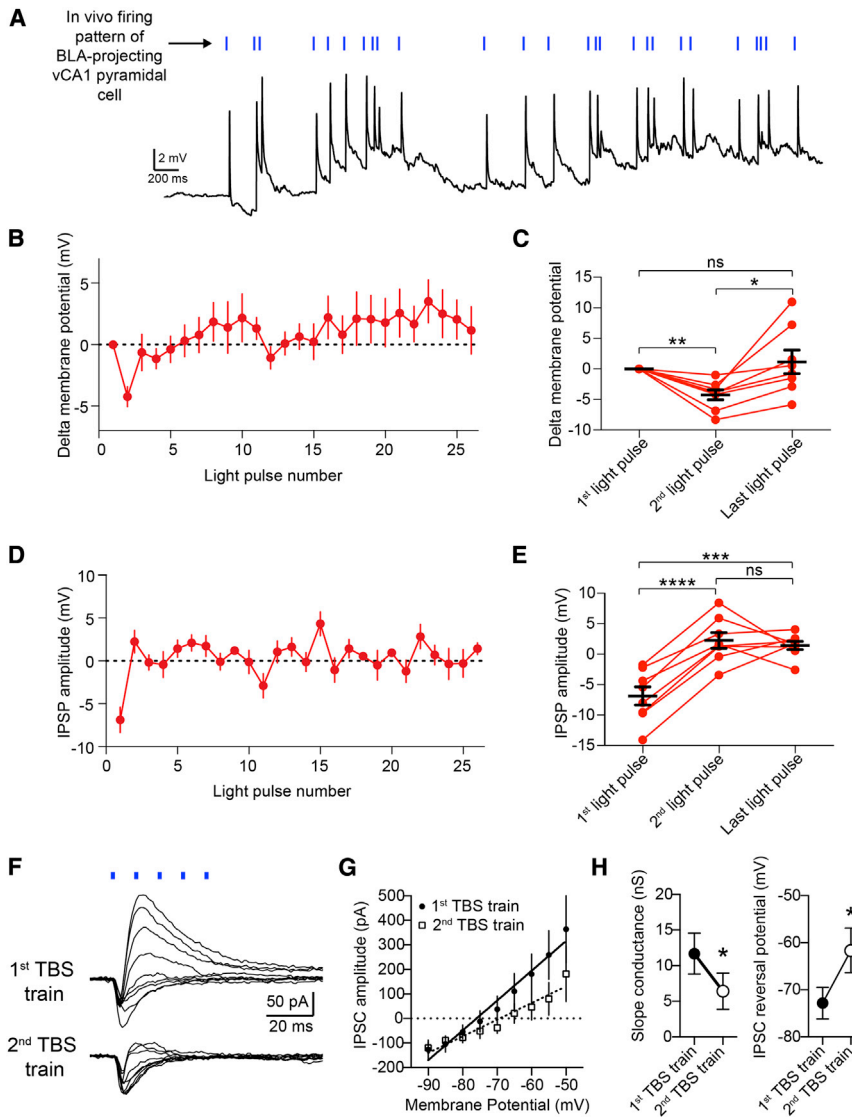 A
In vivo firing
pattern of
BLA-projecting
vCA1 pyramidal
cell
2 mV
200 ms
B
Delta membrane potential (mV)
5
0
-5
0 5 10 15 20 25
Light pulse number
C
Delta membrane potential
15
10
5
0
-5
-10
ns
*
**
1st light pulse
2nd light pulse
Last light pulse
D
IPSP amplitude (mV)
10
5
0
-5
-10
0 5 10 15 20 25
Light pulse number
E
IPSP amplitude (mV)
10
5
0
-5
-10
-15
***
****
ns
1st light pulse
2nd light pulse
Last light pulse
F
1st TBS
train
50 pA
20 ms
2nd TBS
train
G
IPSC amplitude (pA)
500
400
300
200
100
0
-100
-200
1st TBS train
2nd TBS train
-90 -80 -70 -60 -50
Membrane Potential (mV)
H
Slope conductance (nS)
20
15
10
5
0
*
1st TBS train
2nd TBS train
IPSC reversal potential (mV)
-50
-60
-70
-80
*
1st TBS train
2nd TBS train